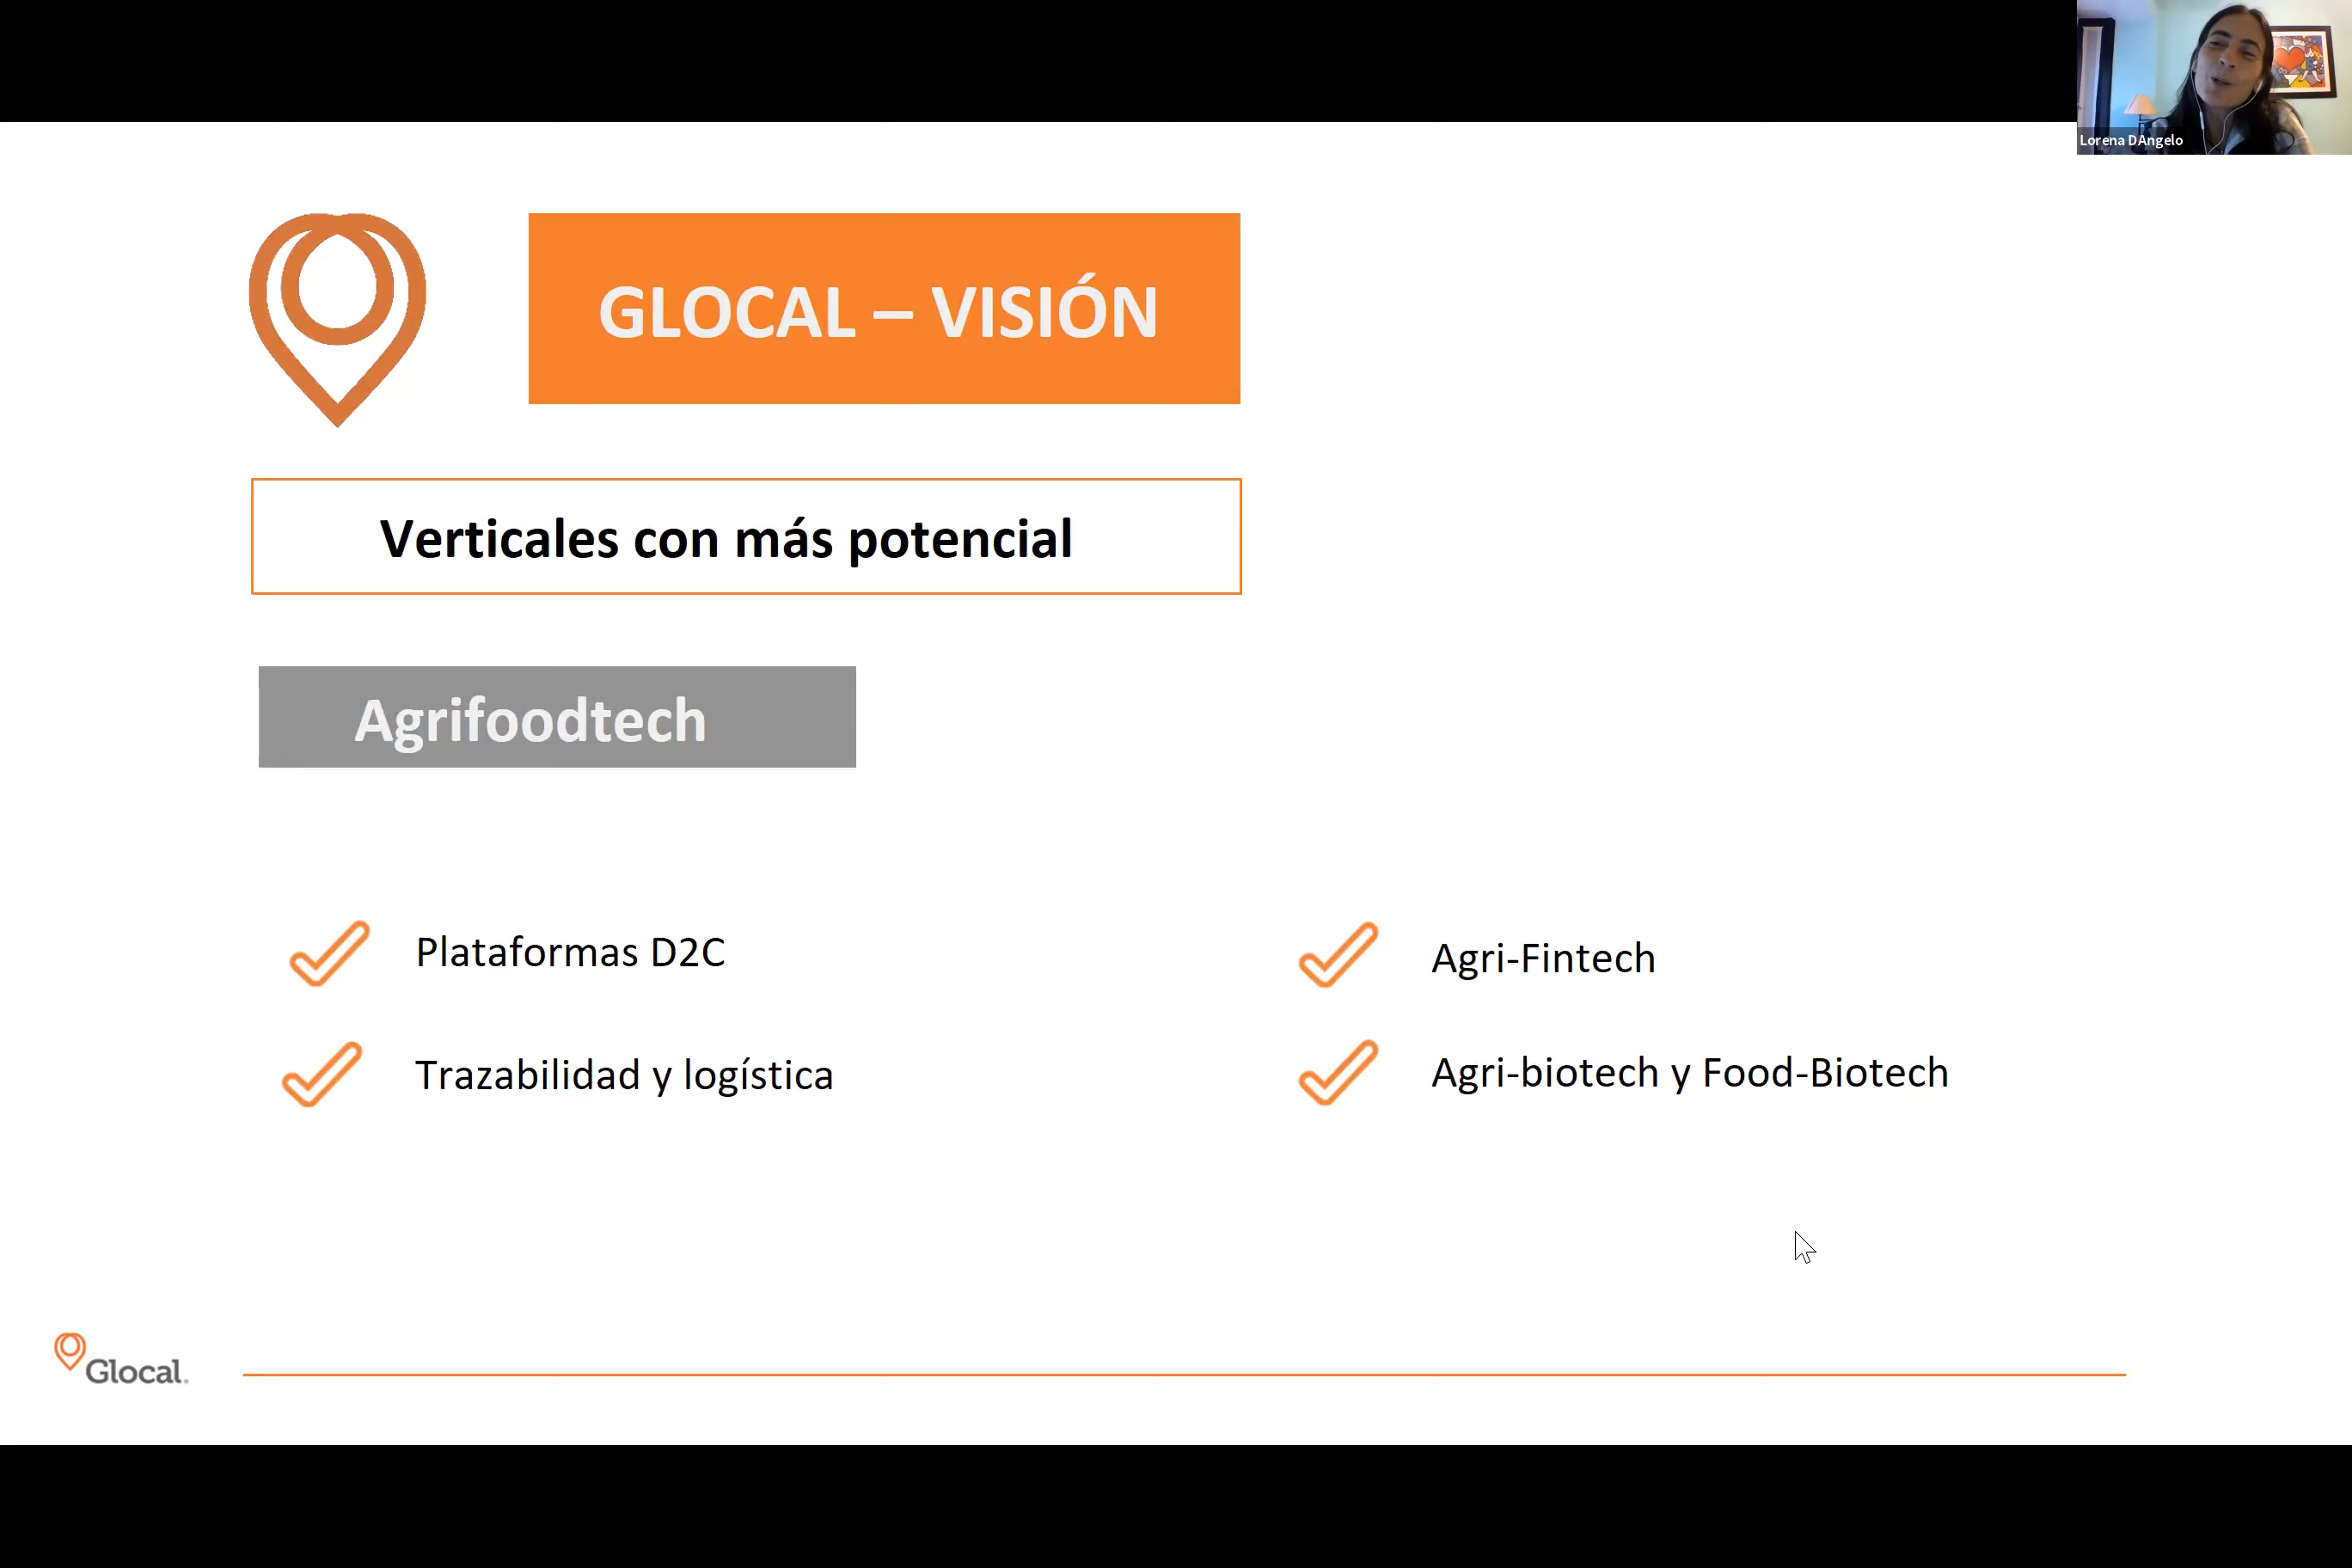 Lorena DAngelo
GLOCAL – VISIÓN
Verticales con más potencial
Agrifoodtech
Plataformas D2C
Agri-Fintech
Trazabilidad y logística
Agri-biotech y Food-Biotech
Glocal®